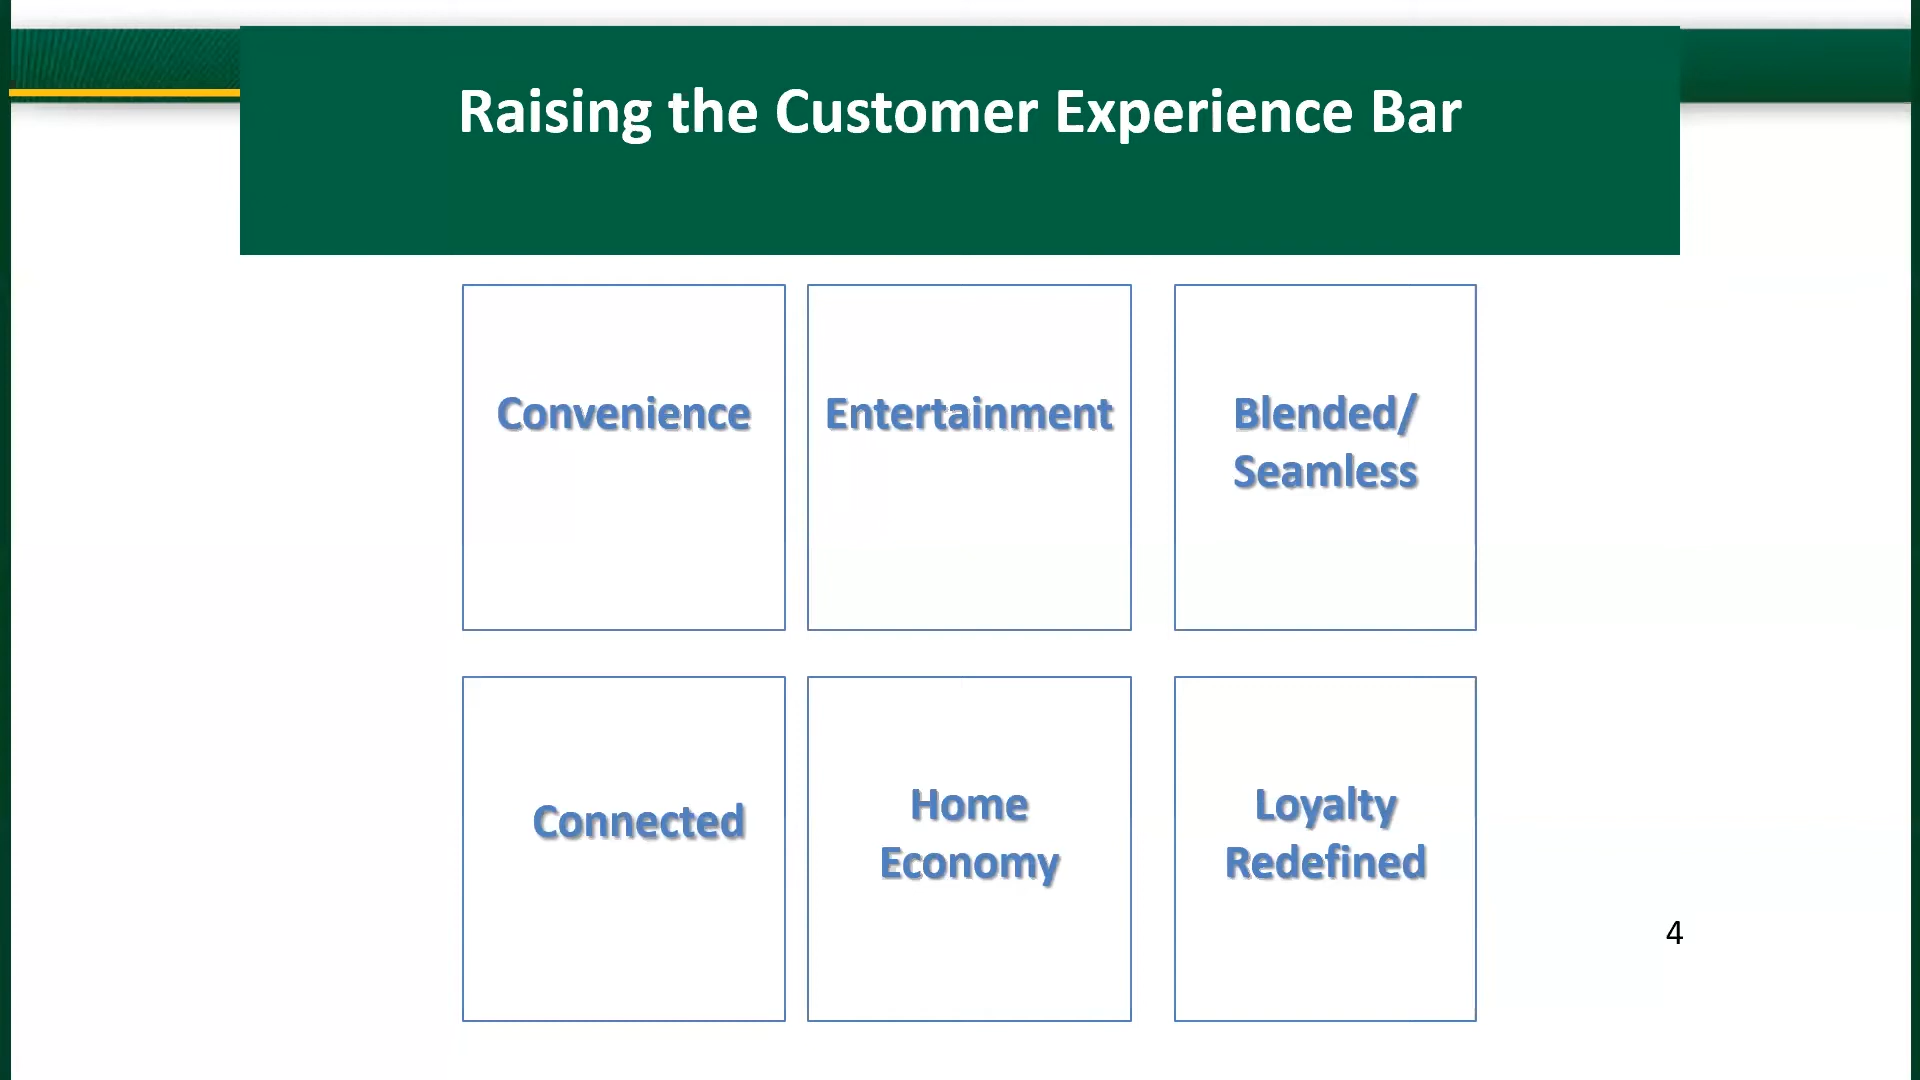 Raising the Customer Experience Bar
Convenience
Entertainment
Blended/
Seamless
Connected
Home
Economy
Loyalty
Redefined
4